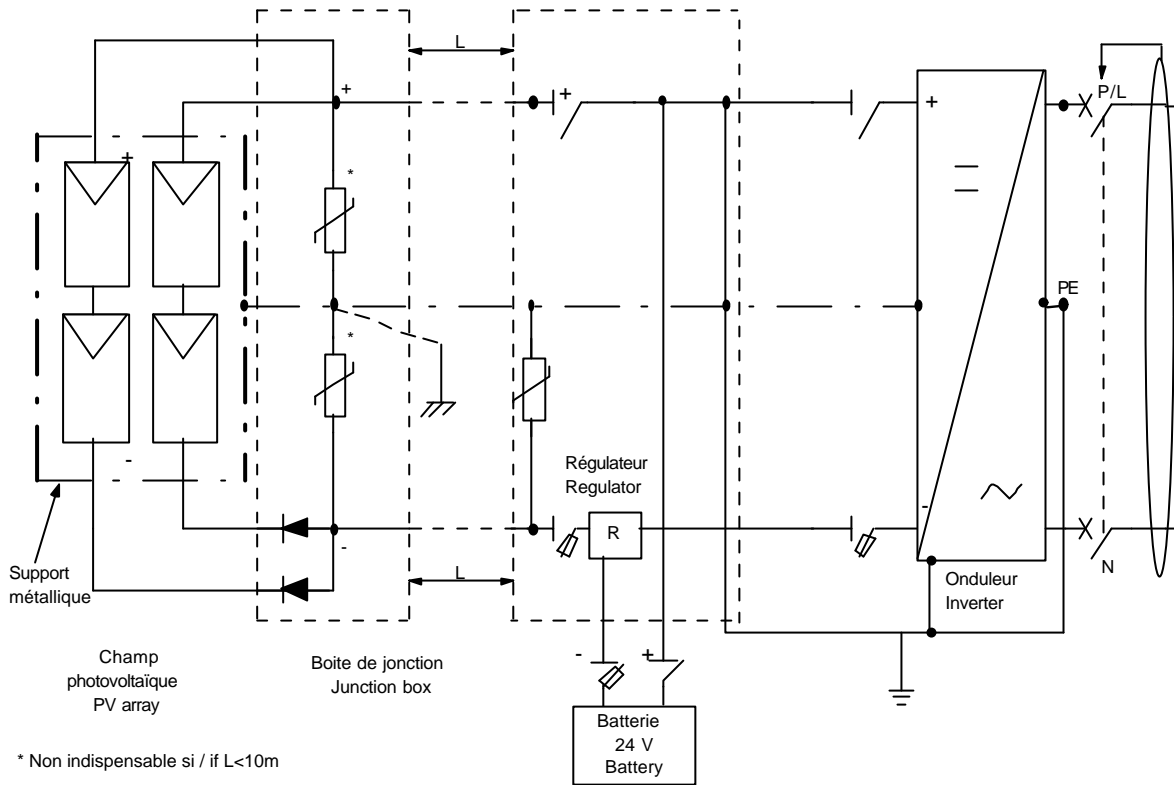 L
+
+
+
P/L
+
*
PE
*
-
Régulateur
Regulator
R
-
-
L
N
Support
métallique
Onduleur
Inverter
Champ
photovoltaïque
PV array
Boite de jonction
Junction box
-
+
Batterie
24 V
Battery
* Non indispensable si / if L<10m